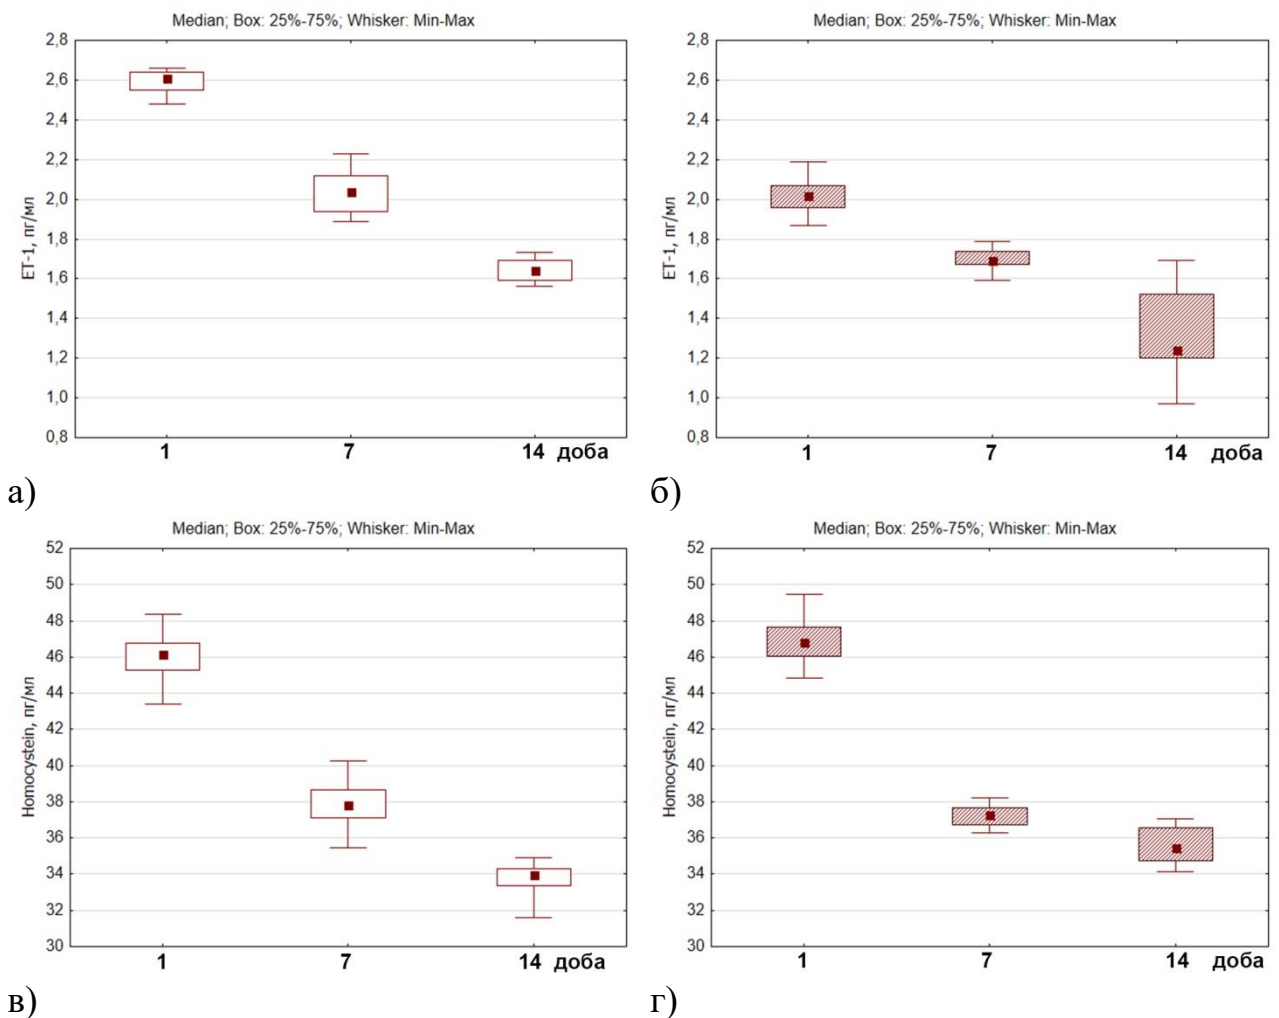 Median; Box: 25%-75%; Whisker: Min-Max
2,8
2,6
2,4
2,2
2,0
1,8
1,6
1,4
1,2
1,0
0,8
ET-1, пг/мл
1 7 14 доба
а)
Median; Box: 25%-75%; Whisker: Min-Max
2,8
2,6
2,4
2,2
2,0
1,8
1,6
1,4
1,2
1,0
0,8
ET-1, пг/мл
1 7 14 доба
б)
Median; Box: 25%-75%; Whisker: Min-Max
52
50
48
46
44
42
40
38
36
34
32
30
Homocystein, пг/мл
1 7 14 доба
в)
Median; Box: 25%-75%; Whisker: Min-Max
52
50
48
46
44
42
40
38
36
34
32
30
Homocystein, пг/мл
1 7 14 доба
г)